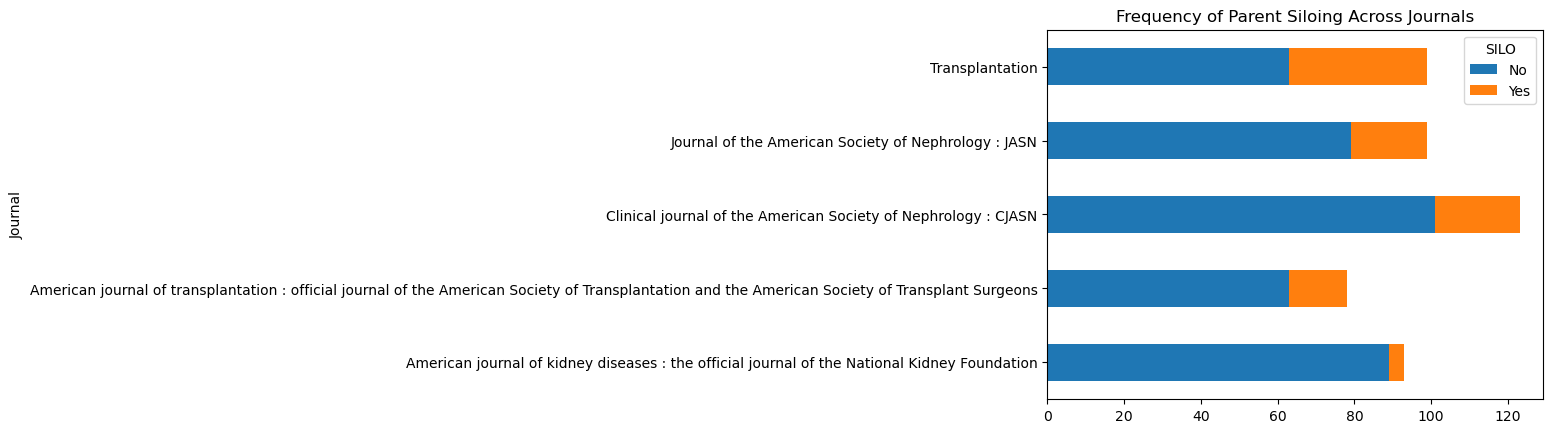 Frequency of Parent Siloing Across Journals
SILO
No
Yes
Journal
Transplantation
Journal of the American Society of Nephrology : JASN
Clinical journal of the American Society of Nephrology : CJASN
American journal of transplantation : official journal of the American Society of Transplantation and the American Society of Transplant Surgeons
American journal of kidney diseases : the official journal of the National Kidney Foundation
0 20 40 60 80 100 120